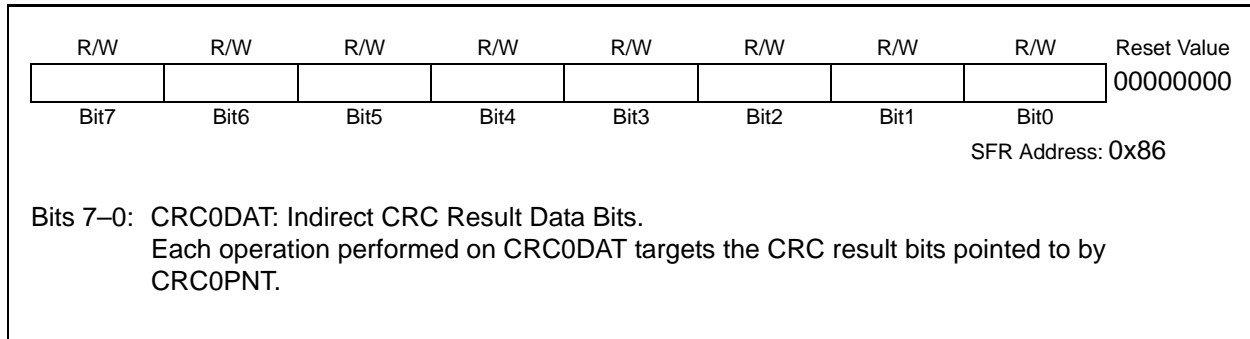 R/W R/W R/W R/W R/W R/W R/W R/W Reset Value
00000000
Bit7 Bit6 Bit5 Bit4 Bit3 Bit2 Bit1 Bit0
SFR Address: 0x86
Bits 7–0: CRC0DAT: Indirect CRC Result Data Bits.
Each operation performed on CRC0DAT targets the CRC result bits pointed to by
CRC0PNT.